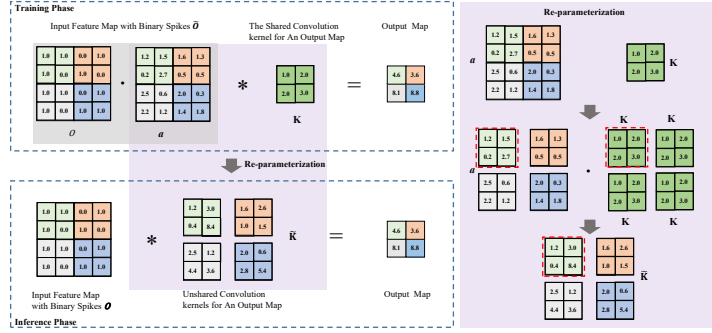 Training Phase
Input Feature Map with Binary Spikes Õ
The Shared Convolution
kernel for An Output Map
Output Map
1.0 1.0 0.0 1.0
1.0 0.0 1.0 0.0
1.0 1.0 0.0 1.0
1.0 0.0 1.0 1.0
O
·
1.2 1.5 1.6 1.3
0.2 2.7 0.5 0.5
2.5 0.6 2.0 0.3
2.2 1.2 1.4 1.8
a
*
1.0 2.0
2.0 3.0
K
=
4.6 3.6
8.1 8.8
Re-parameterization
1.0 1.0 0.0 1.0
1.0 0.0 1.0 0.0
1.0 1.0 0.0 1.0
1.0 0.0 1.0 1.0
Input Feature Map
with Binary Spikes O
*
1.2 3.0 1.6 2.6
0.4 8.4 1.0 1.5
2.5 1.2 2.0 0.6
4.4 3.6 2.8 5.4
K̃
Unshared Convolution
kernels for An Output Map
=
4.6 3.6
8.1 8.8
Output Map
Inference Phase
Re-parameterization
a
1.2 1.5 1.6 1.3
0.2 2.7 0.5 0.5
2.5 0.6 2.0 0.3
2.2 1.2 1.4 1.8
1.0 2.0
2.0 3.0
K
K K
a
1.2 1.5 1.6 1.3
0.2 2.7 0.5 0.5
2.5 0.6 2.0 0.3
2.2 1.2 1.4 1.8
·
1.0 2.0 1.0 2.0
2.0 3.0 2.0 3.0
1.0 2.0 1.0 2.0
2.0 3.0 2.0 3.0
K K
1.2 3.0 1.6 2.6
0.4 8.4 1.0 1.5
K̃
2.5 1.2 2.0 0.6
4.4 3.6 2.8 5.4